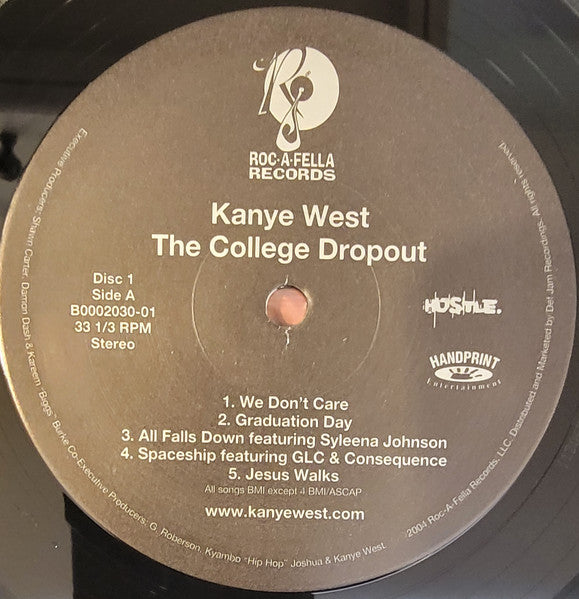 ROC·A·FELLA
RECORDS
Kanye West
The College Dropout
Disc 1
Side A
B0002030-01
33 1/3 RPM
Stereo
HU$TLE.
HANDPRINT
Entertainment
1. We Don't Care
2. Graduation Day
3. All Falls Down featuring Syleena Johnson
4. Spaceship featuring GLC & Consequence
5. Jesus Walks
All songs BMI except 4 BMI/ASCAP
www.kanyewest.com
Executive Producers: Shawn Carter, Damon Dash & Kareem "Biggs" Burke Co-Executive Producers: G. Roberson, Kyambo "Hip Hop" Joshua & Kanye West
2004 Roc-A-Fella Records, LLC. Distributed and Marketed by Def Jam Recordings. All rights reserved.